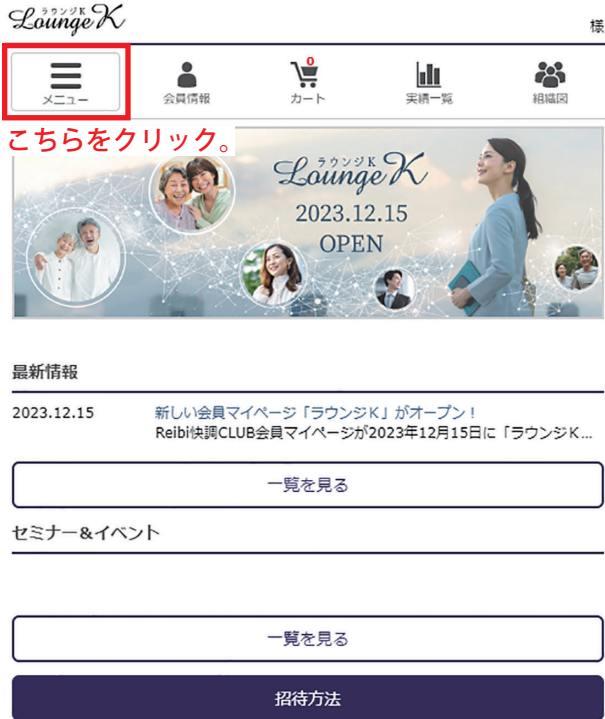 ラウンジK
Lounge K
様
0
メニュー
会員情報
カート
実績一覧
組織図
こちらをクリック。
ラウンジK
Lounge K
2023.12.15
OPEN
最新情報
2023.12.15
新しい会員マイページ「ラウンジK」がオープン！
Reibi快調CLUB会員マイページが2023年12月15日に「ラウンジK...
一覧を見る
セミナー&イベント
一覧を見る
招待方法